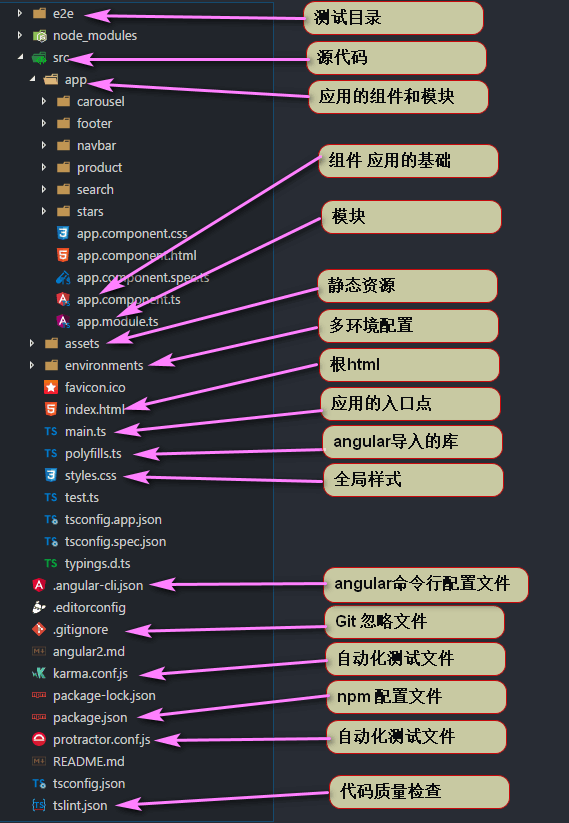 e2e
测试目录
node_modules
src
源代码
app
应用的组件和模块
carousel
footer
navbar
组件 应用的基础
product
search
stars
模块
app.component.css
app.component.html
app.component.spec.ts
静态资源
app.component.ts
app.module.ts
多环境配置
assets
environments
根html
favicon.ico
index.html
应用的入口点
main.ts
angular导入的库
polyfills.ts
styles.css
全局样式
test.ts
tsconfig.app.json
tsconfig.spec.json
typings.d.ts
.angular-cli.json
angular命令行配置文件
.editorconfig
.gitignore
Git 忽略文件
angular2.md
自动化测试文件
karma.conf.js
package-lock.json
npm 配置文件
package.json
protractor.conf.js
自动化测试文件
README.md
tsconfig.json
代码质量检查
tslint.json